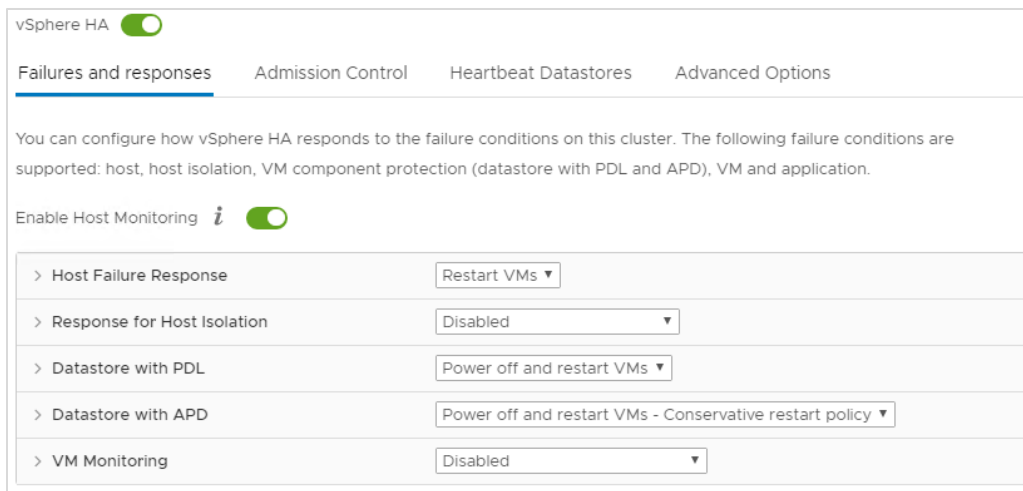 vSphere HA
Failures and responses Admission Control Heartbeat Datastores Advanced Options
You can configure how vSphere HA responds to the failure conditions on this cluster. The following failure conditions are
supported: host, host isolation, VM component protection (datastore with PDL and APD), VM and application.
Enable Host Monitoring i
> Host Failure Response Restart VMs ▼
> Response for Host Isolation Disabled ▼
> Datastore with PDL Power off and restart VMs ▼
> Datastore with APD Power off and restart VMs - Conservative restart policy ▼
> VM Monitoring Disabled ▼